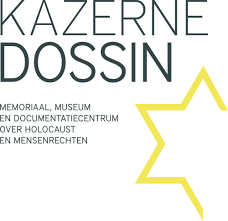 KAZERNE
DOSSIN
MEMORIAAL, MUSEUM
EN DOCUMENTATIECENTRUM
OVER HOLOCAUST
EN MENSENRECHTEN